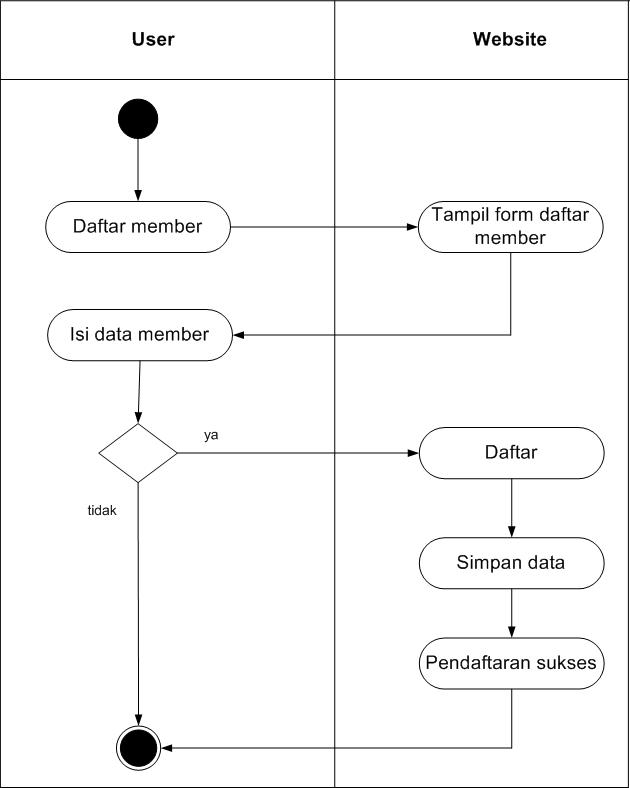 User
Website
Daftar member
Tampil form daftar
member
Isi data member
ya
Daftar
tidak
Simpan data
Pendaftaran sukses